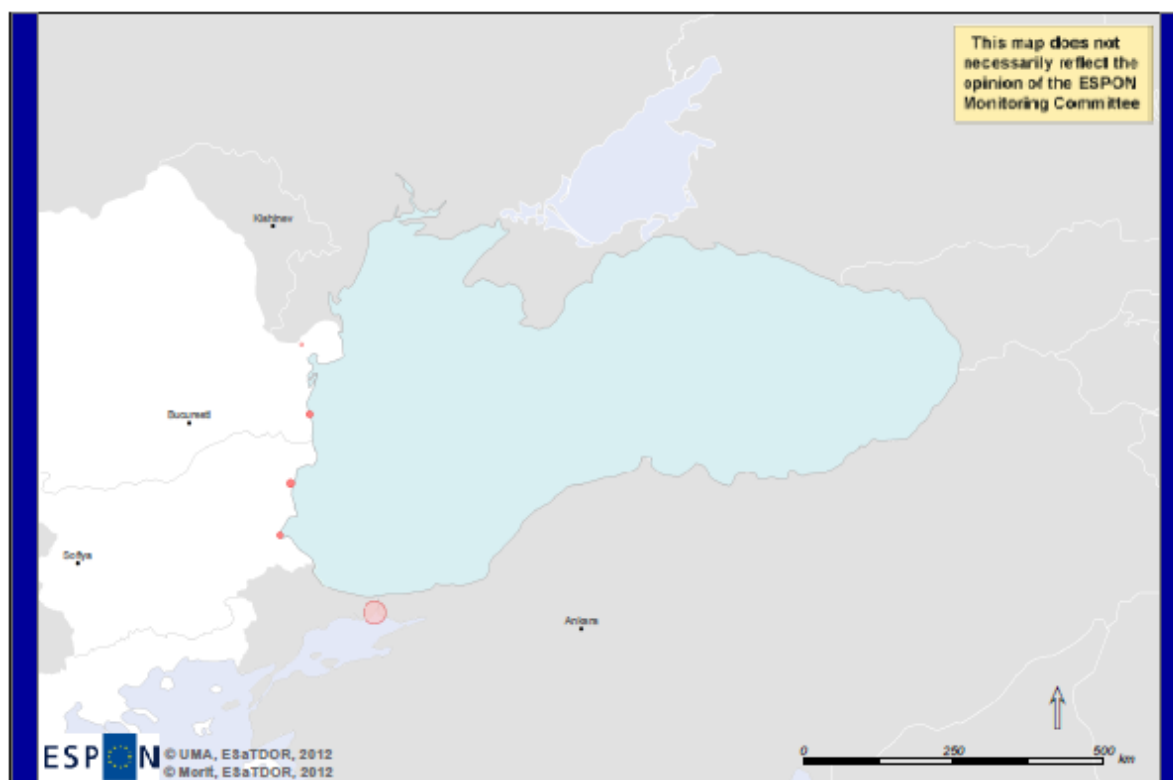 This map does not
necessarily reflect the
opinion of the ESPON
Monitoring Committee
Kishinev
Bucuresti
Sofiya
Ankara
ESPON
© UMA, ESaTDOR, 2012
© Morit, ESaTDOR, 2012
0 250 500
km